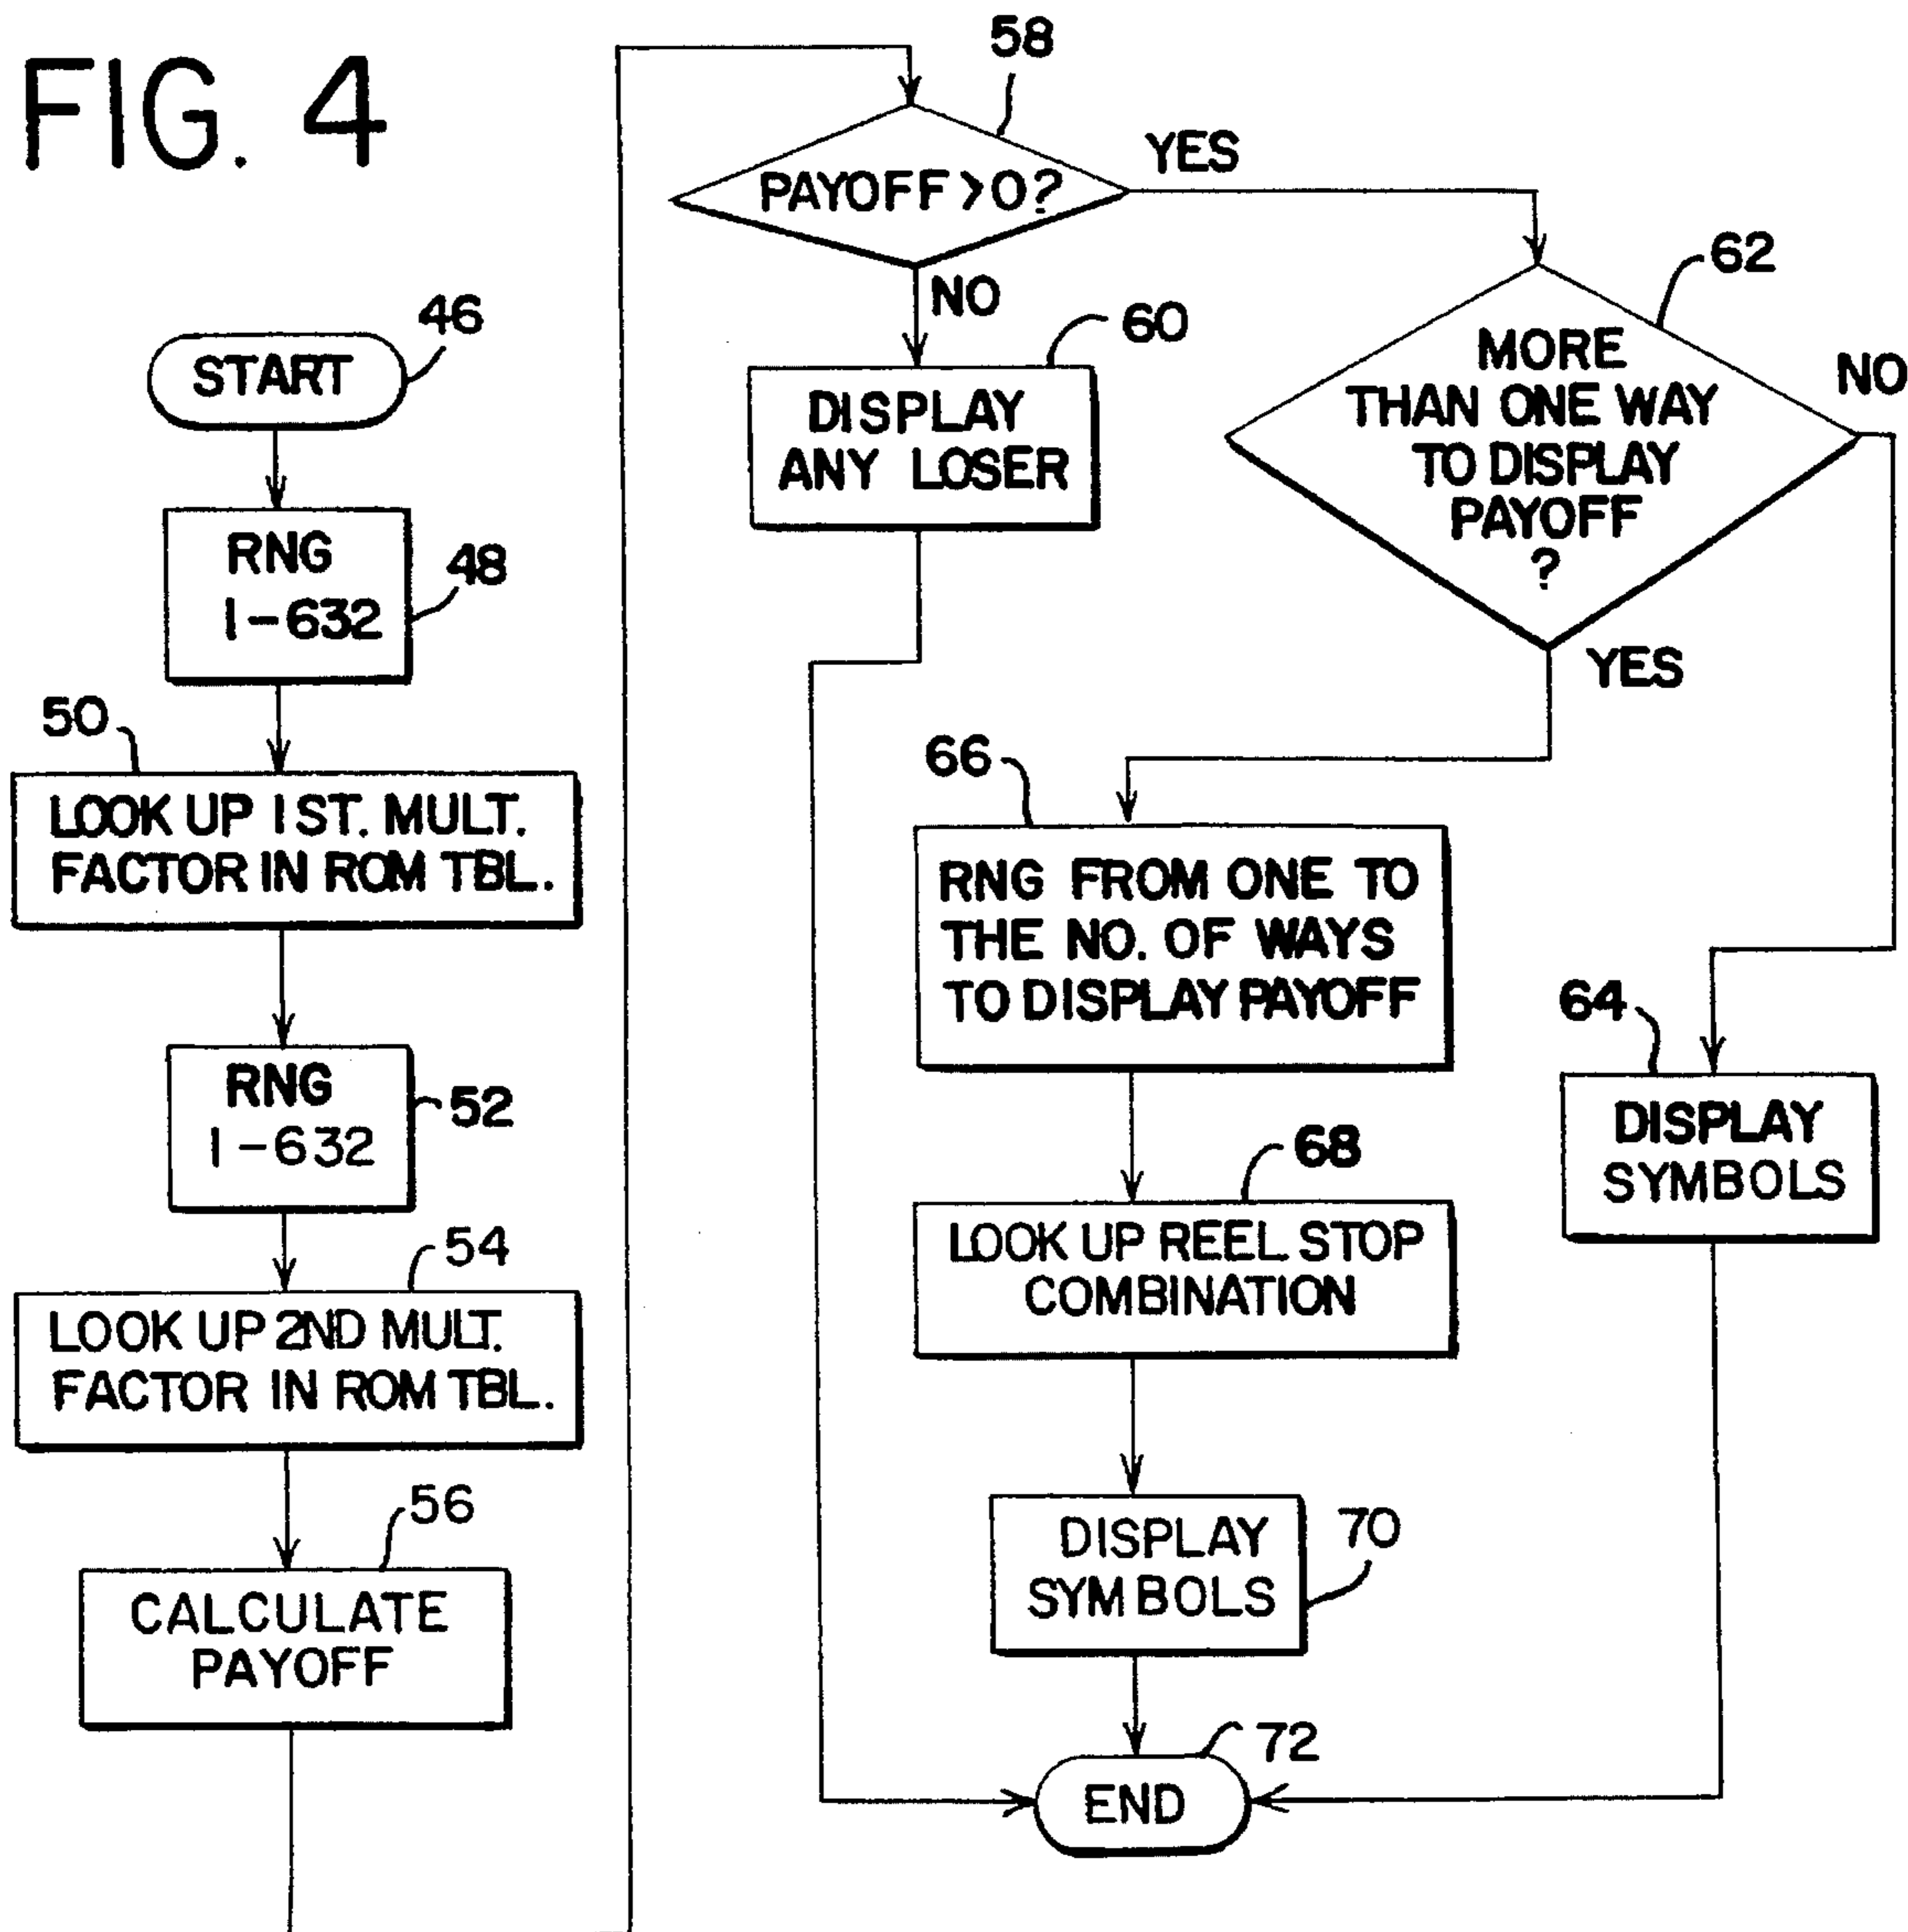 FIG. 4
START
46
RNG
1-632
48
50
LOOK UP 1ST. MULT.
FACTOR IN ROM TBL.
RNG
1-632
52
54
LOOK UP 2ND MULT.
FACTOR IN ROM TBL.
56
CALCULATE
PAYOFF
58
PAYOFF>0?
YES
NO
60
DISPLAY
ANY LOSER
62
MORE
THAN ONE WAY
TO DISPLAY
PAYOFF
?
NO
YES
66
RNG FROM ONE TO
THE NO. OF WAYS
TO DISPLAY PAYOFF
64
DISPLAY
SYMBOLS
68
LOOK UP REEL STOP
COMBINATION
DISPLAY
SYMBOLS
70
72
END